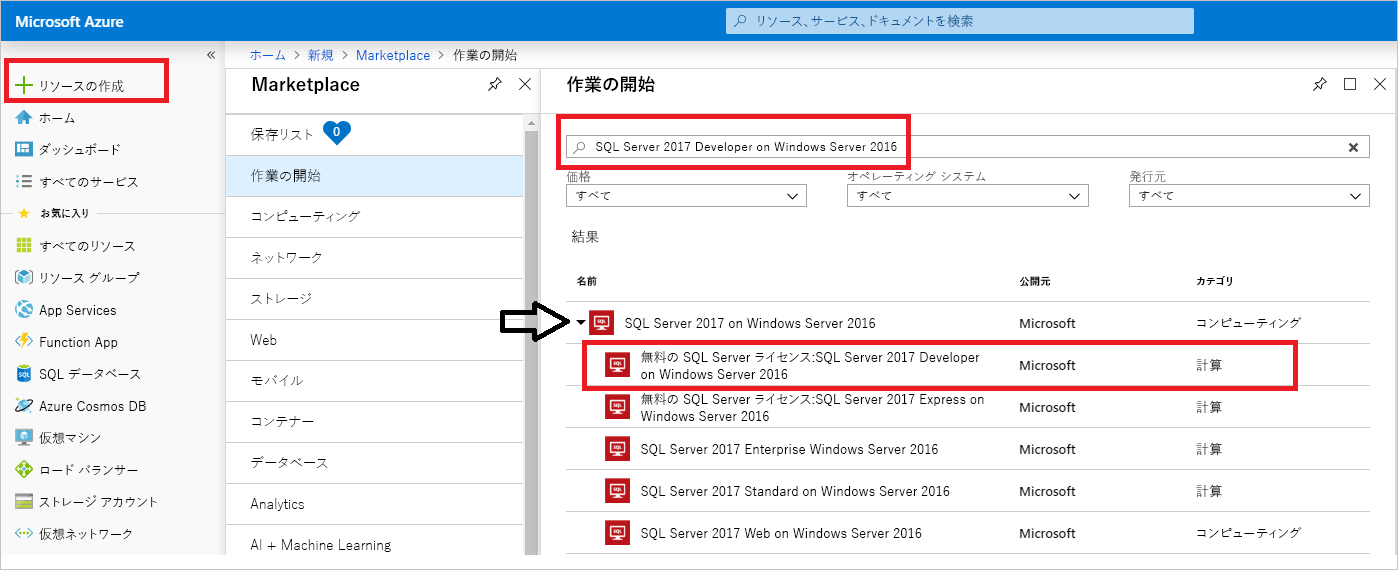 Microsoft Azure
リソース、サービス、ドキュメントを検索
リソースの作成
ホーム
ダッシュボード
すべてのサービス
お気に入り
すべてのリソース
リソース グループ
App Services
Function App
SQL データベース
Azure Cosmos DB
仮想マシン
ロード バランサー
ストレージ アカウント
仮想ネットワーク
ホーム > 新規 > Marketplace > 作業の開始
Marketplace
保存リスト 0
作業の開始
コンピューティング
ネットワーク
ストレージ
Web
モバイル
コンテナー
データベース
Analytics
AI + Machine Learning
作業の開始
SQL Server 2017 Developer on Windows Server 2016
価格 オペレーティング システム 発行元
すべて すべて すべて
結果
名前 公開元 カテゴリ
SQL Server 2017 on Windows Server 2016 Microsoft コンピューティング
無料の SQL Server ライセンス:SQL Server 2017 Developer
on Windows Server 2016 Microsoft 計算
無料の SQL Server ライセンス:SQL Server 2017 Express on
Windows Server 2016 Microsoft 計算
SQL Server 2017 Enterprise Windows Server 2016 Microsoft 計算
SQL Server 2017 Standard on Windows Server 2016 Microsoft 計算
SQL Server 2017 Web on Windows Server 2016 Microsoft コンピューティング